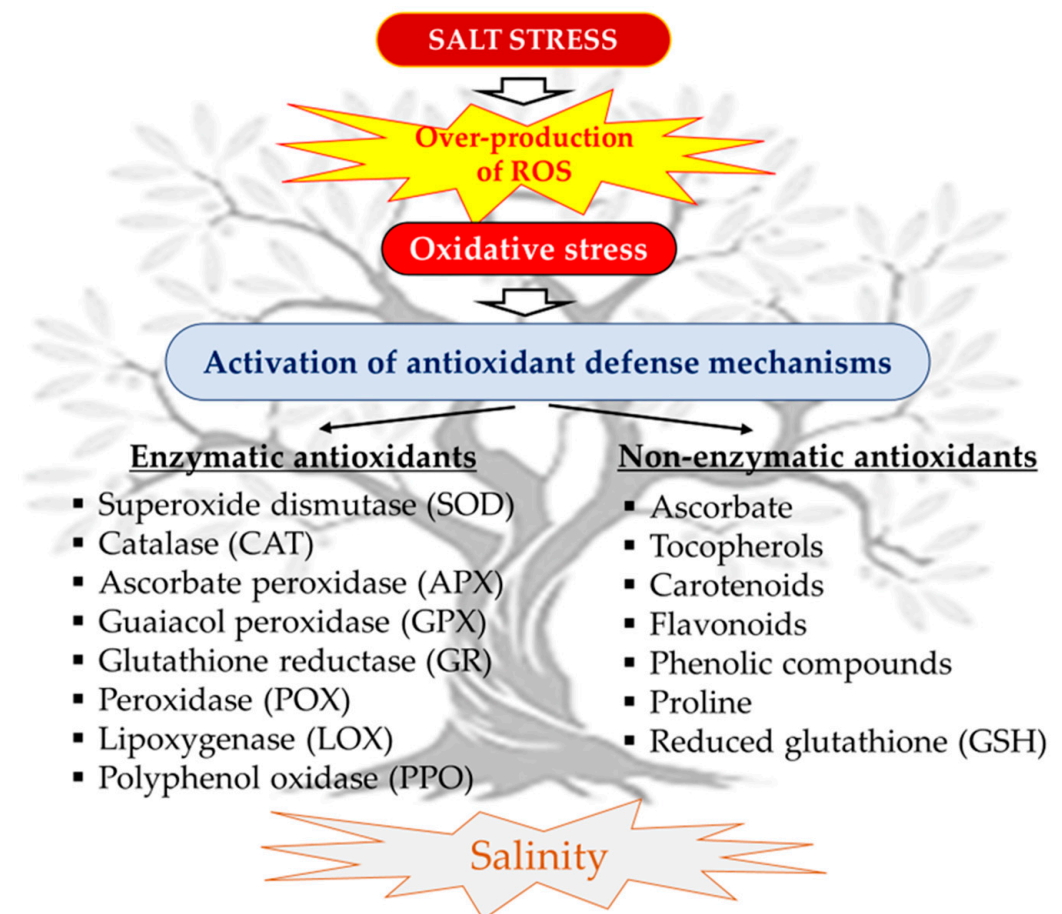 SALT STRESS
Over-production
of ROS
Oxidative stress
Activation of antioxidant defense mechanisms
Enzymatic antioxidants
▪ Superoxide dismutase (SOD)
▪ Catalase (CAT)
▪ Ascorbate peroxidase (APX)
▪ Guaiacol peroxidase (GPX)
▪ Glutathione reductase (GR)
▪ Peroxidase (POX)
▪ Lipoxygenase (LOX)
▪ Polyphenol oxidase (PPO)
Non-enzymatic antioxidants
▪ Ascorbate
▪ Tocopherols
▪ Carotenoids
▪ Flavonoids
▪ Phenolic compounds
▪ Proline
▪ Reduced glutathione (GSH)
Salinity